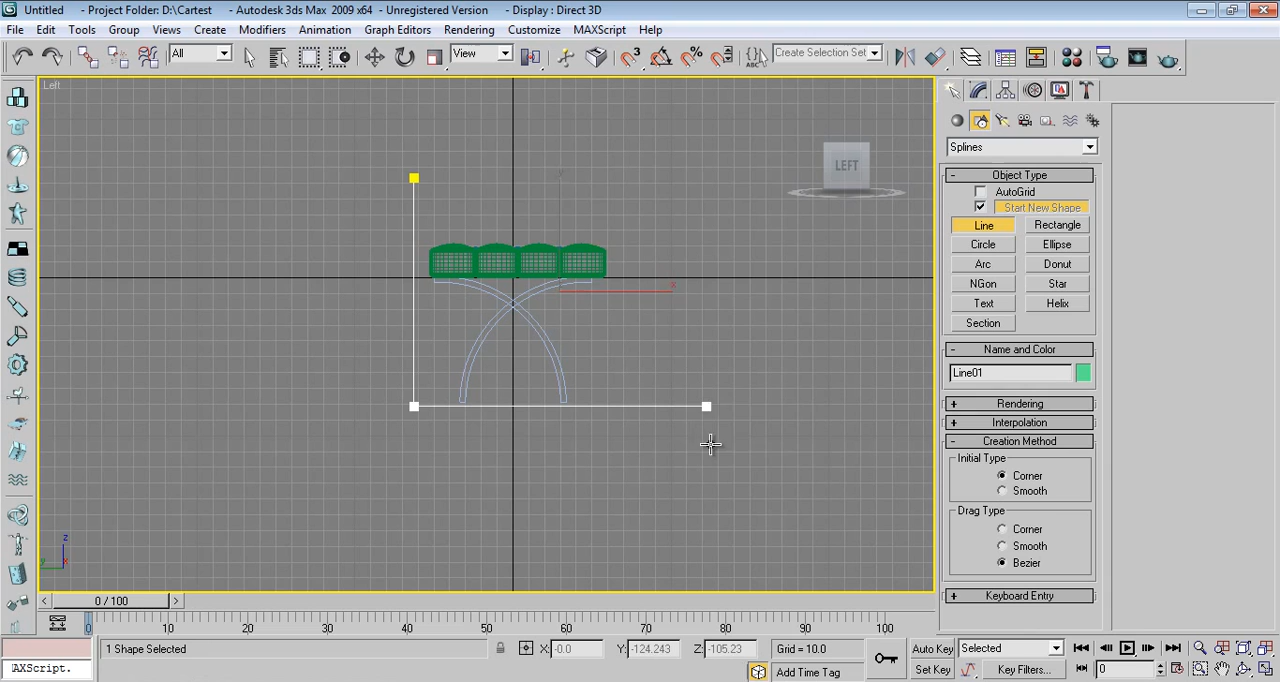 Untitled - Project Folder: D:\Cartest - Autodesk 3ds Max 2009 x64 - Unregistered Version - Display : Direct 3D
File Edit Tools Group Views Create Modifiers Animation Graph Editors Rendering Customize MAXScript Help
All View Create Selection Set
Left
LEFT
Splines
- Object Type
AutoGrid
Start New Shape
Line Rectangle
Circle Ellipse
Arc Donut
NGon Star
Text Helix
Section
- Name and Color
Line01
+ Rendering
+ Interpolation
- Creation Method
Initial Type
Corner
Smooth
Drag Type
Corner
Smooth
Bezier
+ Keyboard Entry
x
z
y x
< 0 / 100 >
0 10 20 30 40 50 60 70 80 90 100
1 Shape Selected X: -0.0 Y: -124.243 Z: -105.23 Grid = 10.0 Auto Key Selected
AXScript. Add Time Tag Set Key Key Filters... 0